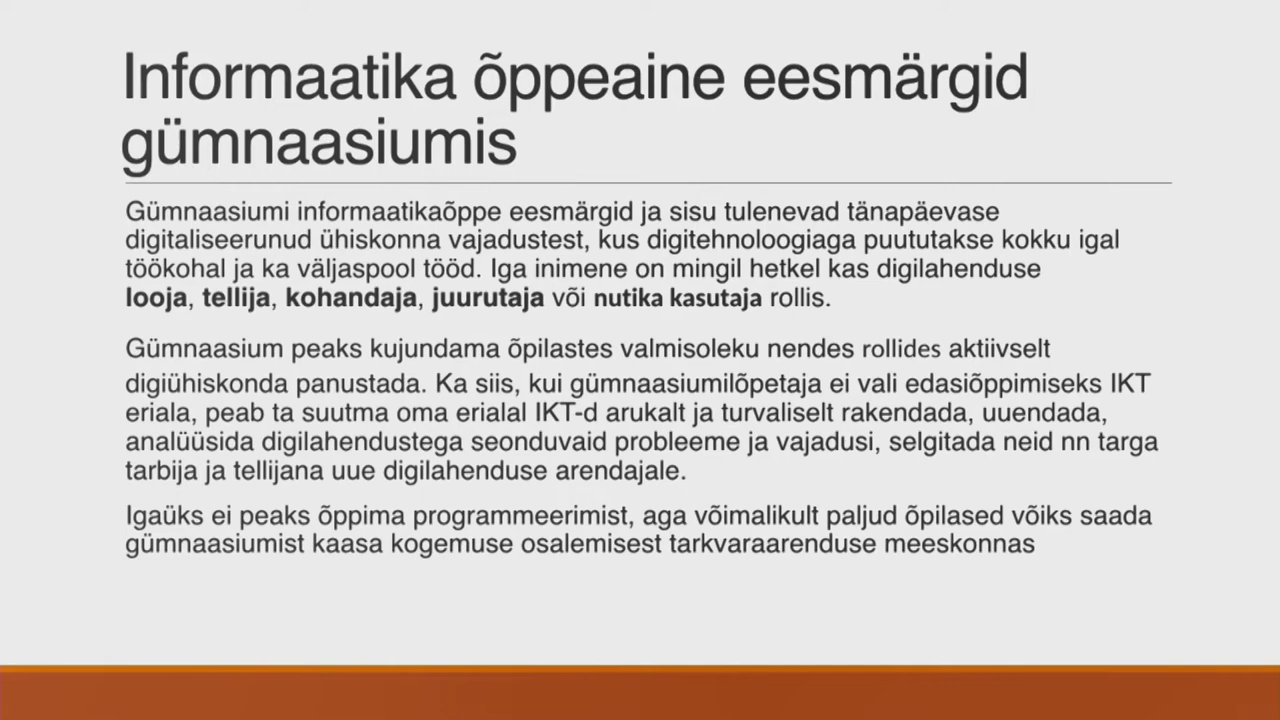 Informaatika õppeaine eesmärgid
gümnaasiumis
Gümnaasiumi informaatikaõppe eesmärgid ja sisu tulenevad tänapäevase
digitaliseerunud ühiskonna vajadustest, kus digitehnoloogiaga puututakse kokku igal
töökohal ja ka väljaspool tööd. Iga inimene on mingil hetkel kas digilahenduse
looja, tellija, kohandaja, juurutaja või nutika kasutaja rollis.
Gümnaasium peaks kujundama õpilastes valmisoleku nendes rollides aktiivselt
digiühiskonda panustada. Ka siis, kui gümnaasiumilõpetaja ei vali edasiõppimiseks IKT
eriala, peab ta suutma oma erialal IKT-d arukalt ja turvaliselt rakendada, uuendada,
analüüsida digilahendustega seonduvaid probleeme ja vajadusi, selgitada neid nn targa
tarbija ja tellijana uue digilahenduse arendajale.
Igaüks ei peaks õppima programmeerimist, aga võimalikult paljud õpilased võiks saada
gümnaasiumist kaasa kogemuse osalemisest tarkvaraarenduse meeskonnas